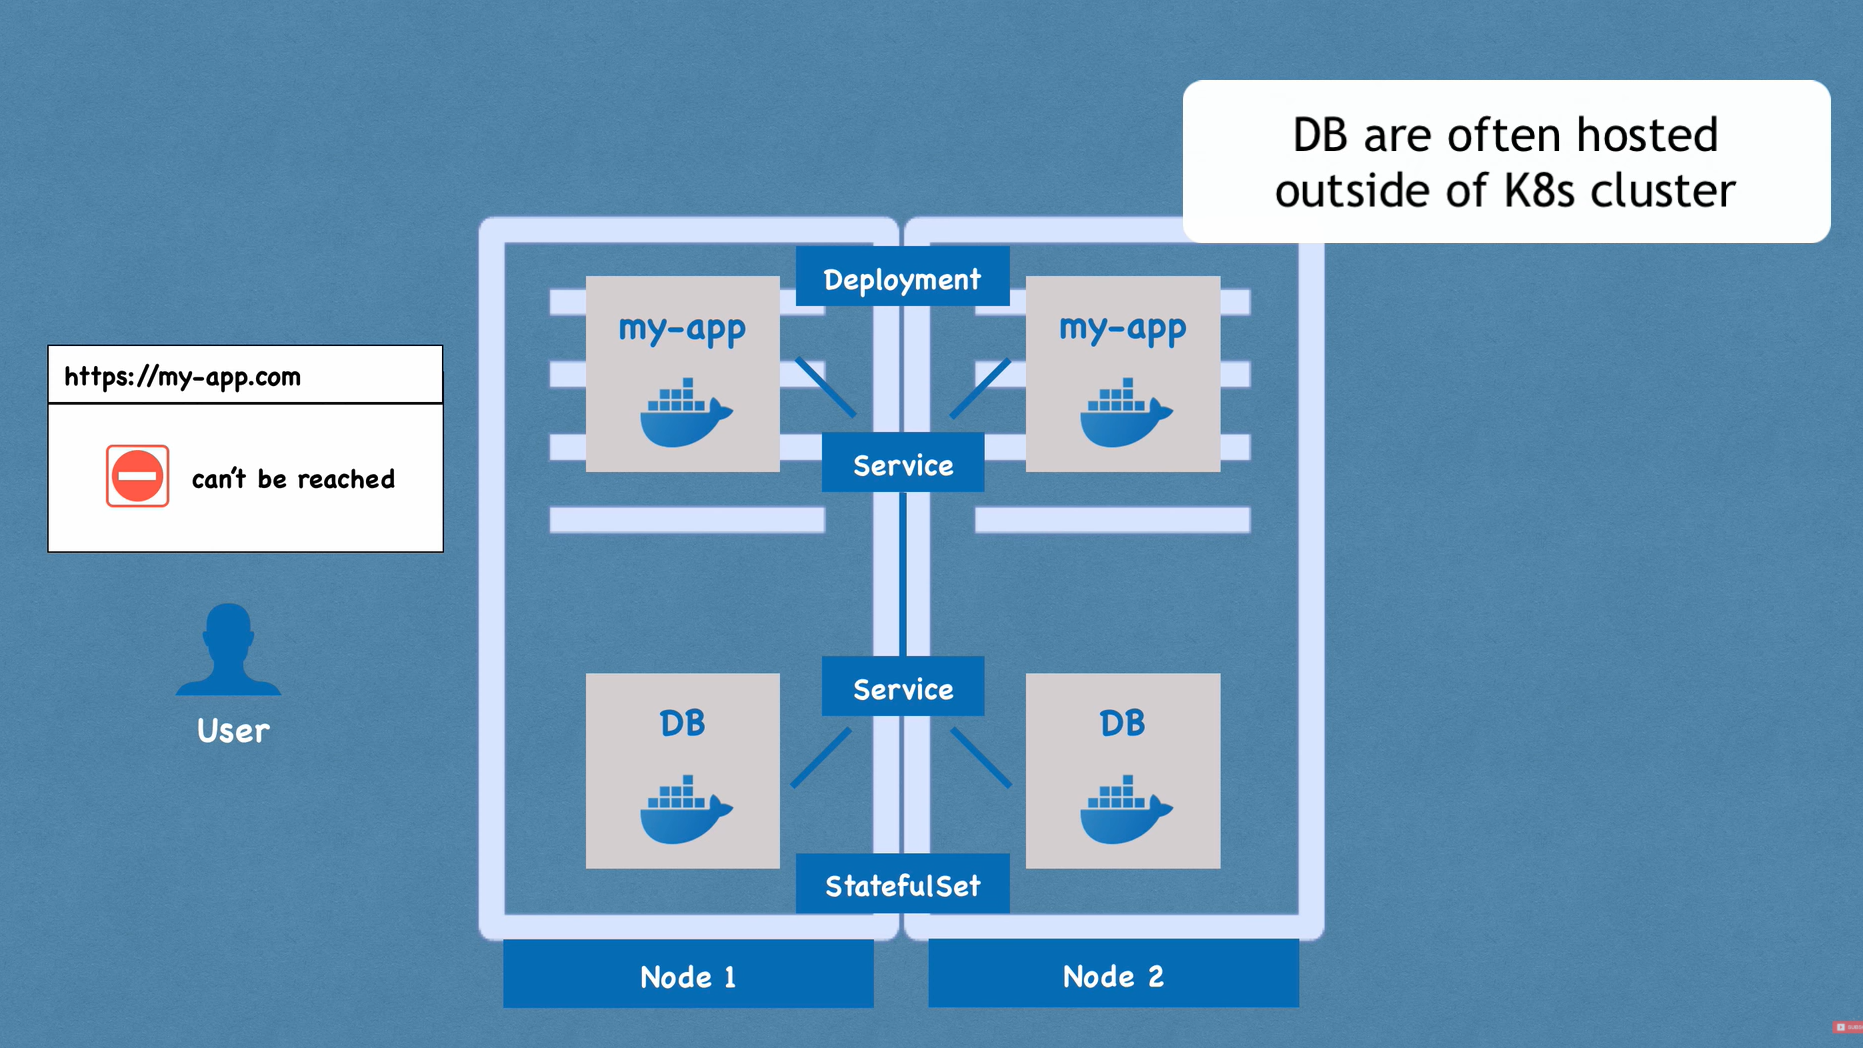 DB are often hosted
outside of K8s cluster
Deployment
my-app
my-app
https://my-app.com
can't be reached
Service
Service
User
DB
DB
StatefulSet
Node 1
Node 2